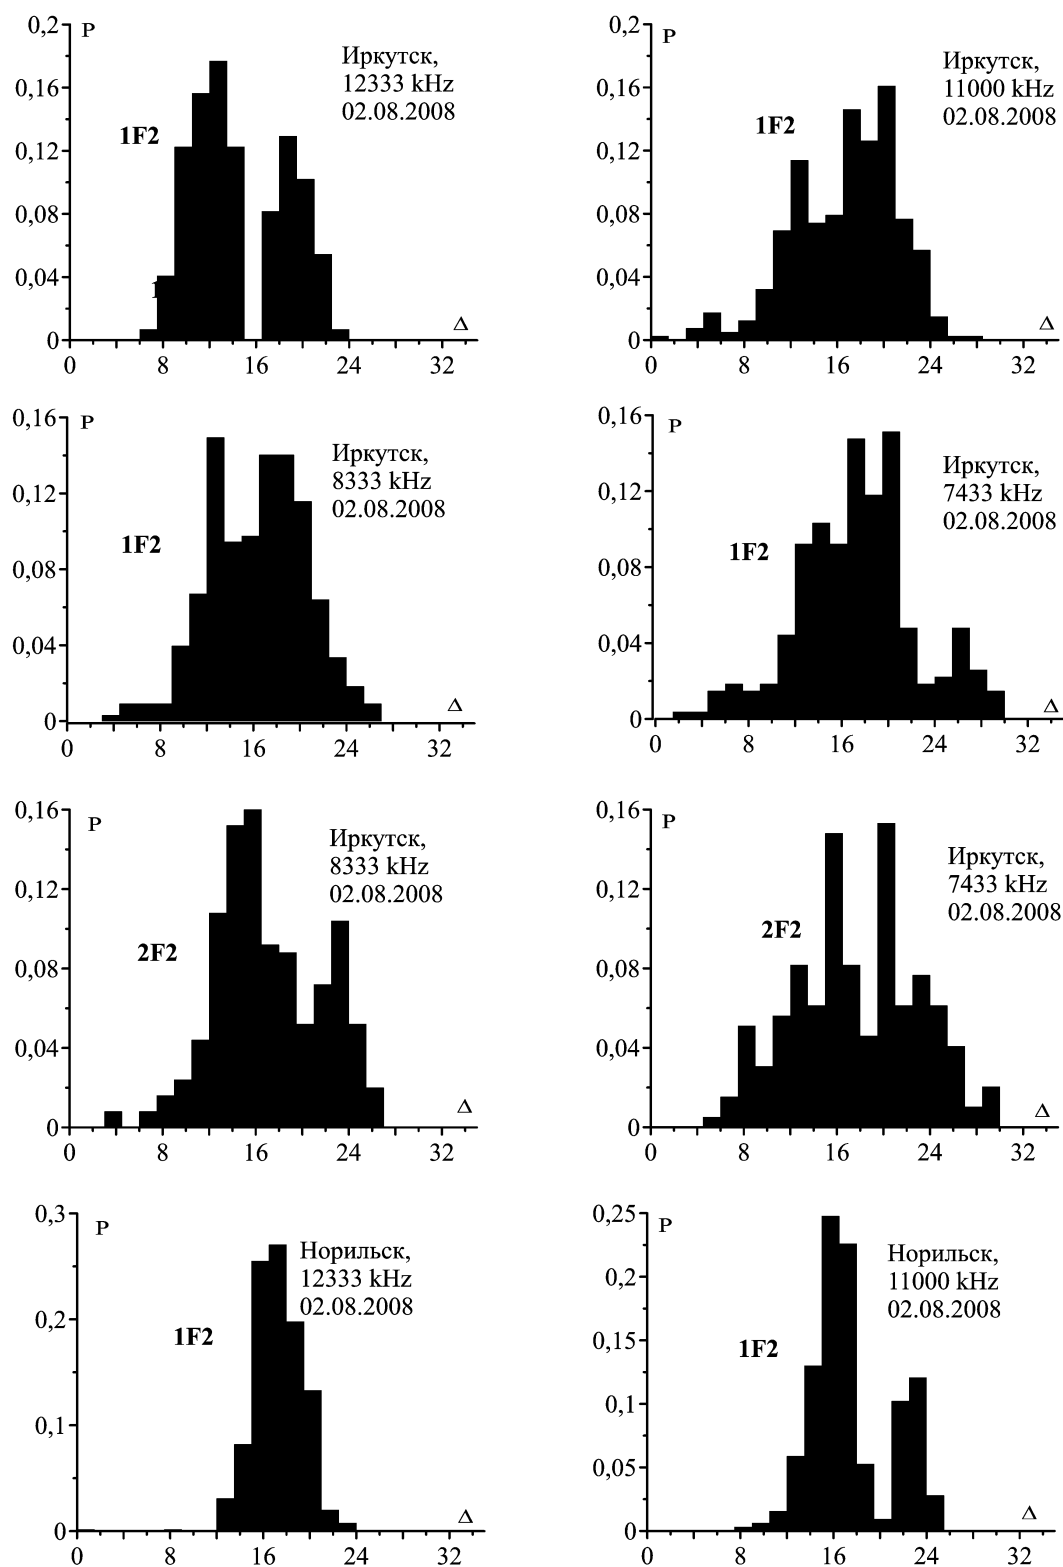 0,2
P
Иркутск,
12333 kHz
02.08.2008
0,16
1F2
0,12
0,08
0,04
1
Δ
0
0 8 16 24 32
0,2
P
Иркутск,
11000 kHz
02.08.2008
0,16
1F2
0,12
0,08
0,04
Δ
0
0 8 16 24 32
0,16
P
Иркутск,
8333 kHz
02.08.2008
0,12
1F2
0,08
0,04
Δ
0
0 8 16 24 32
0,16
P
Иркутск,
7433 kHz
02.08.2008
0,12
1F2
0,08
0,04
Δ
0
0 8 16 24 32
0,16
P
Иркутск,
8333 kHz
02.08.2008
0,12
2F2
0,08
0,04
Δ
0
0 8 16 24 32
0,16
P
Иркутск,
7433 kHz
02.08.2008
0,12
2F2
0,08
0,04
Δ
0
0 8 16 24 32
0,3
P
Норильск,
12333 kHz
02.08.2008
0,2
1F2
0,1
Δ
0
0 8 16 24 32
0,25
P
Норильск,
11000 kHz
02.08.2008
0,2
0,15
1F2
0,1
0,05
Δ
0
0 8 16 24 32